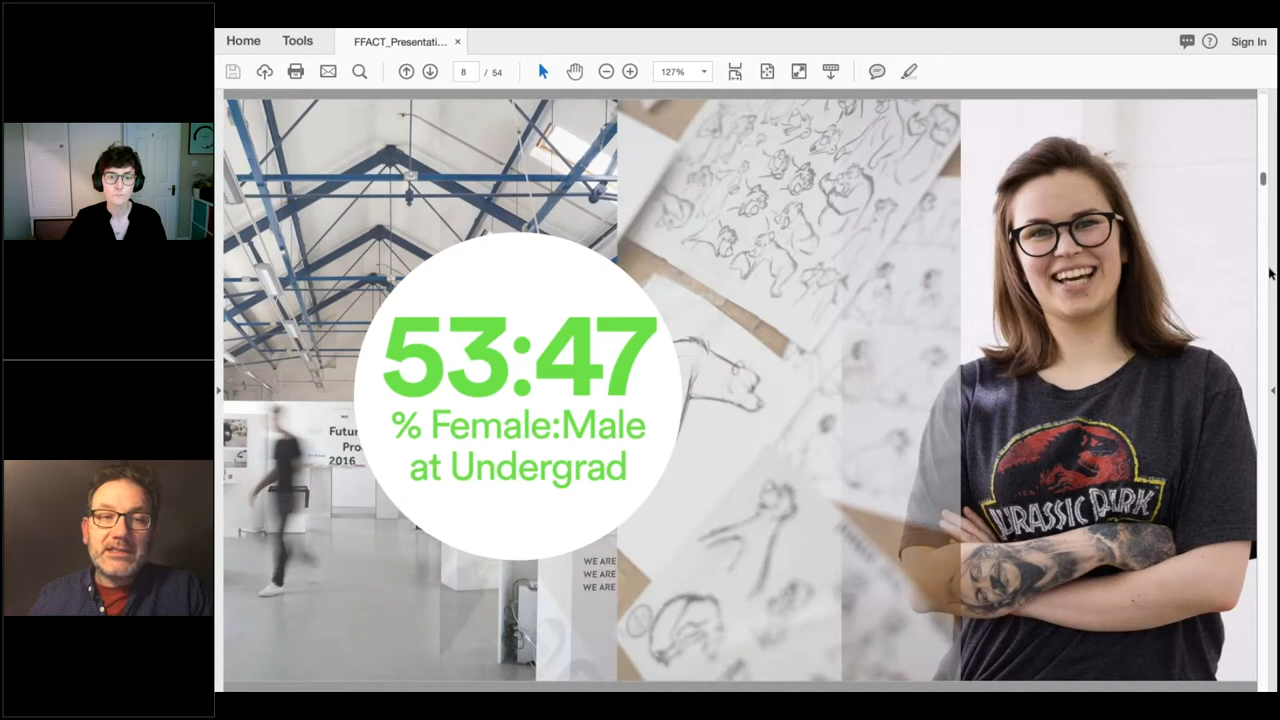 Home
Tools
FFACT_Presentati...
×
Sign In
8 / 54
127%
53:47
% Female:Male
at Undergrad
Futur
Pro
2016
WE ARE
WE ARE
WE ARE
JURASSIC PARK